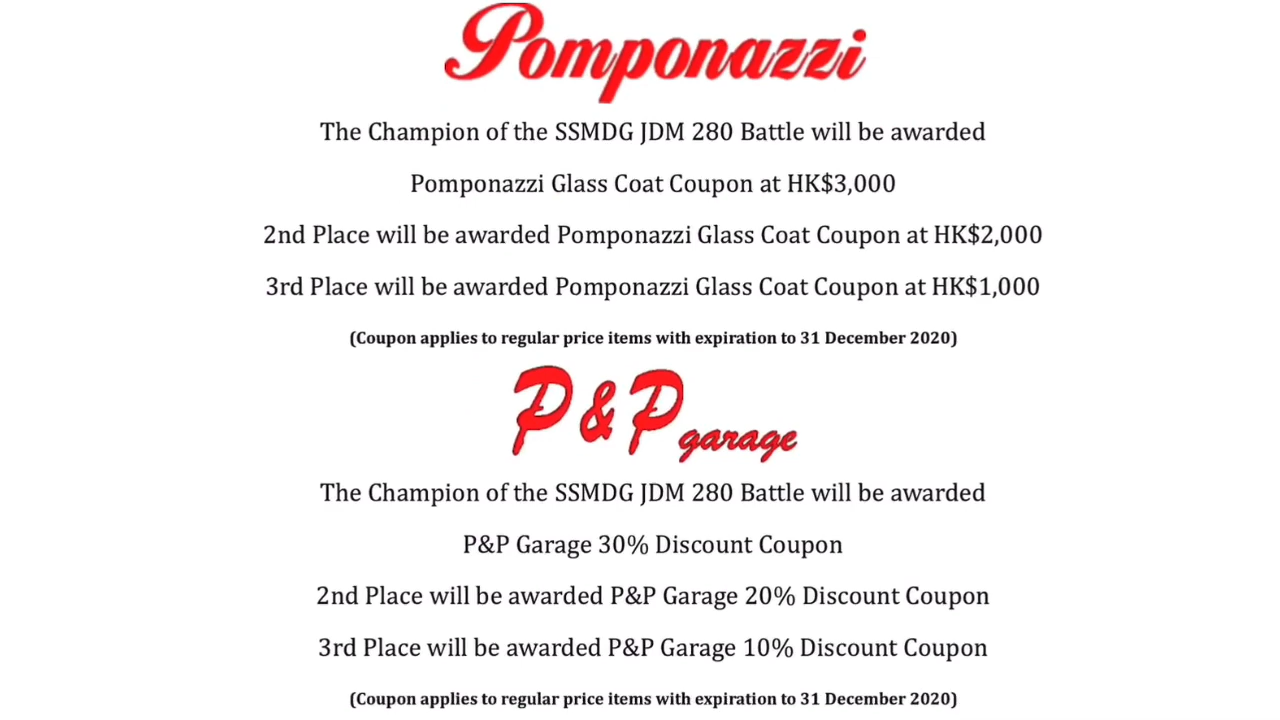 Pomponazzi
The Champion of the SSMDG JDM 280 Battle will be awarded
Pomponazzi Glass Coat Coupon at HK$3,000
2nd Place will be awarded Pomponazzi Glass Coat Coupon at HK$2,000
3rd Place will be awarded Pomponazzi Glass Coat Coupon at HK$1,000
(Coupon applies to regular price items with expiration to 31 December 2020)
P&P garage
The Champion of the SSMDG JDM 280 Battle will be awarded
P&P Garage 30% Discount Coupon
2nd Place will be awarded P&P Garage 20% Discount Coupon
3rd Place will be awarded P&P Garage 10% Discount Coupon
(Coupon applies to regular price items with expiration to 31 December 2020)